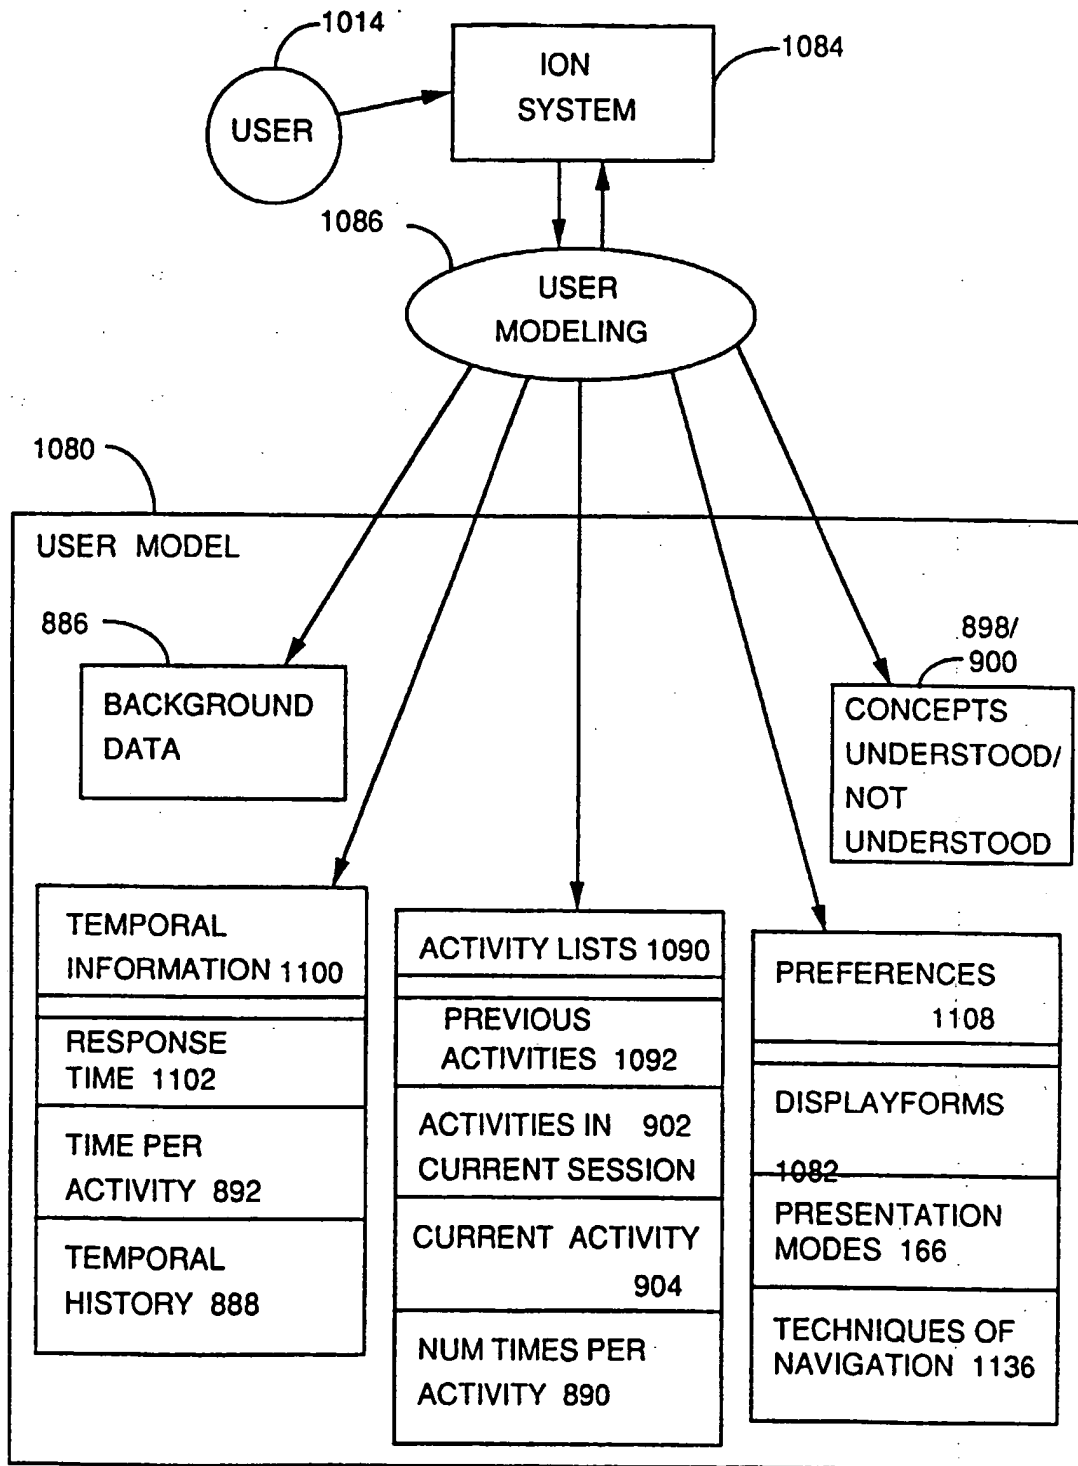 1014
ION
SYSTEM
1084
USER
1086
USER
MODELING
1080
USER MODEL
886
BACKGROUND
DATA
898/
900
CONCEPTS
UNDERSTOOD/
NOT
UNDERSTOOD
TEMPORAL
INFORMATION 1100
RESPONSE
TIME 1102
TIME PER
ACTIVITY 892
TEMPORAL
HISTORY 888
ACTIVITY LISTS 1090
PREVIOUS
ACTIVITIES 1092
ACTIVITIES IN 902
CURRENT SESSION
CURRENT ACTIVITY
904
NUM TIMES PER
ACTIVITY 890
PREFERENCES
1108
DISPLAYFORMS
1082
PRESENTATION
MODES 166
TECHNIQUES OF
NAVIGATION 1136